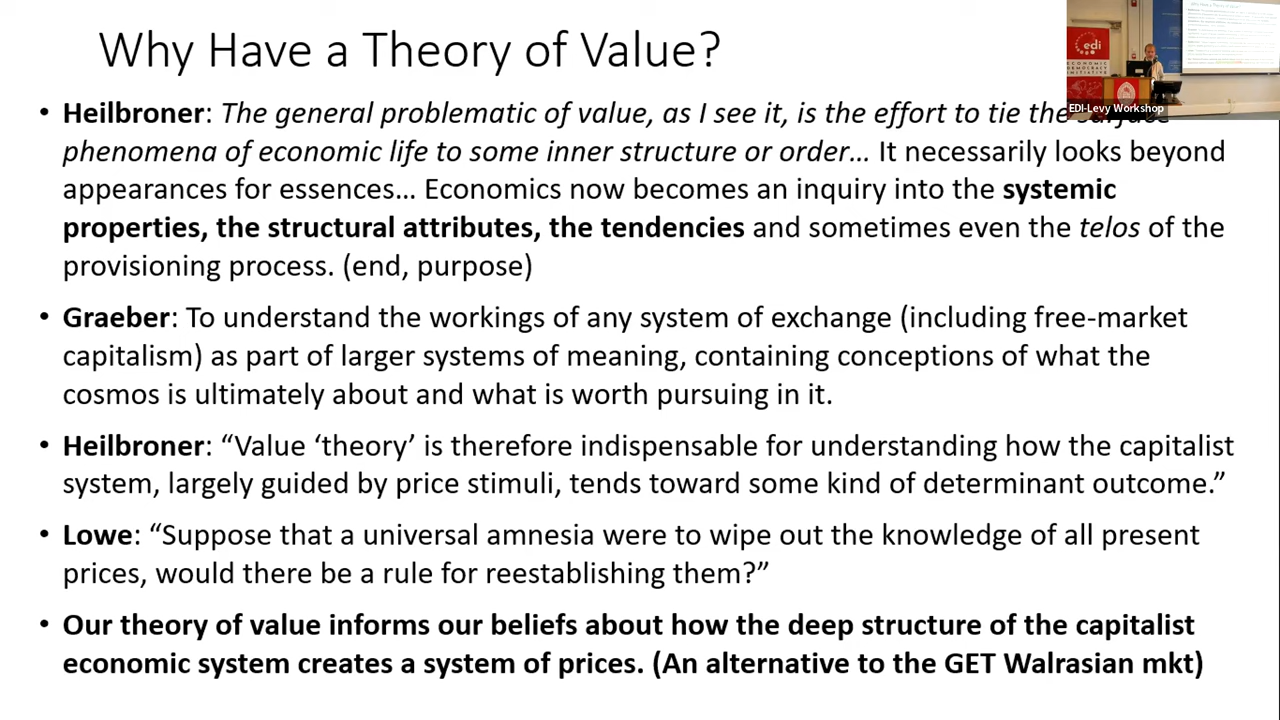 Why Have a Theory of Value?
• Heilbroner: The general problematic of value, as I see it, is the effort to tie the surface
phenomena of economic life to some inner structure or order… It necessarily looks beyond
appearances for essences… Economics now becomes an inquiry into the systemic
properties, the structural attributes, the tendencies and sometimes even the telos of the
provisioning process. (end, purpose)
• Graeber: To understand the workings of any system of exchange (including free-market
capitalism) as part of larger systems of meaning, containing conceptions of what the
cosmos is ultimately about and what is worth pursuing in it.
• Heilbroner: “Value ‘theory’ is therefore indispensable for understanding how the capitalist
system, largely guided by price stimuli, tends toward some kind of determinant outcome.”
• Lowe: “Suppose that a universal amnesia were to wipe out the knowledge of all present
prices, would there be a rule for reestablishing them?”
• Our theory of value informs our beliefs about how the deep structure of the capitalist
economic system creates a system of prices. (An alternative to the GET Walrasian mkt)
edi
ECONOMIC
DEMOCRACY
INITIATIVE
EDI-Levy Workshop